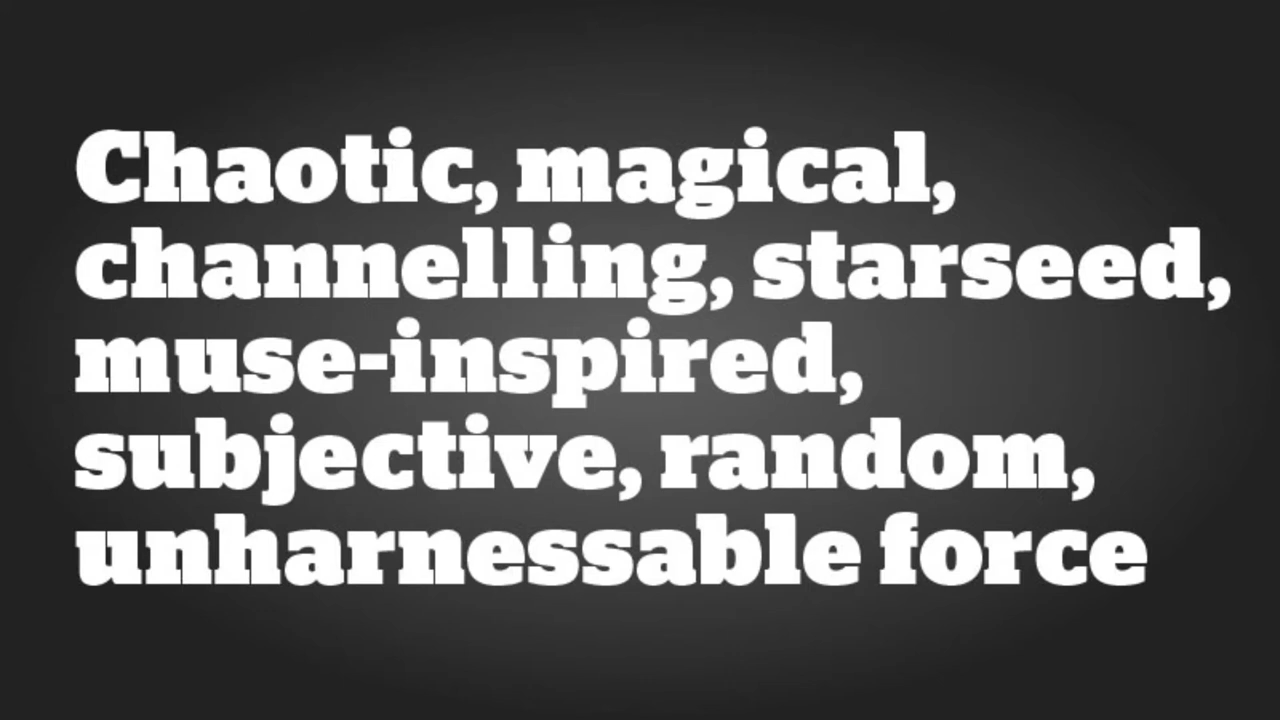 Chaotic, magical,
channelling, starseed,
muse-inspired,
subjective, random,
unharnessable force